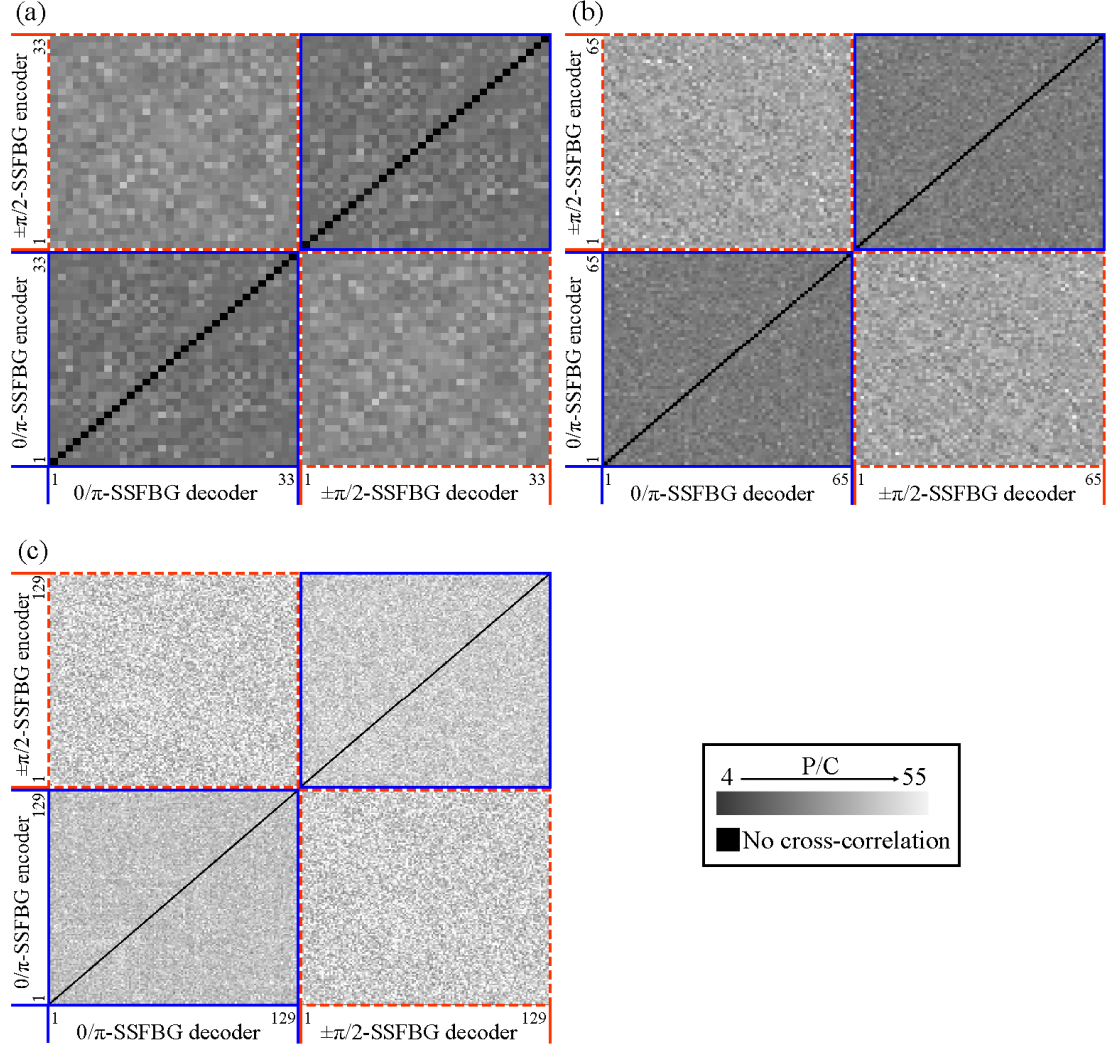 (a)
33
±π/2-SSFBG encoder
1
33
0/π-SSFBG encoder
1
1 0/π-SSFBG decoder 33
1 ±π/2-SSFBG decoder 33
(b)
65
±π/2-SSFBG encoder
1
65
0/π-SSFBG encoder
1
1 0/π-SSFBG decoder 65
1 ±π/2-SSFBG decoder 65
(c)
129
±π/2-SSFBG encoder
1
129
0/π-SSFBG encoder
1
1 0/π-SSFBG decoder 129
1 ±π/2-SSFBG decoder 129
4 P/C 55
No cross-correlation